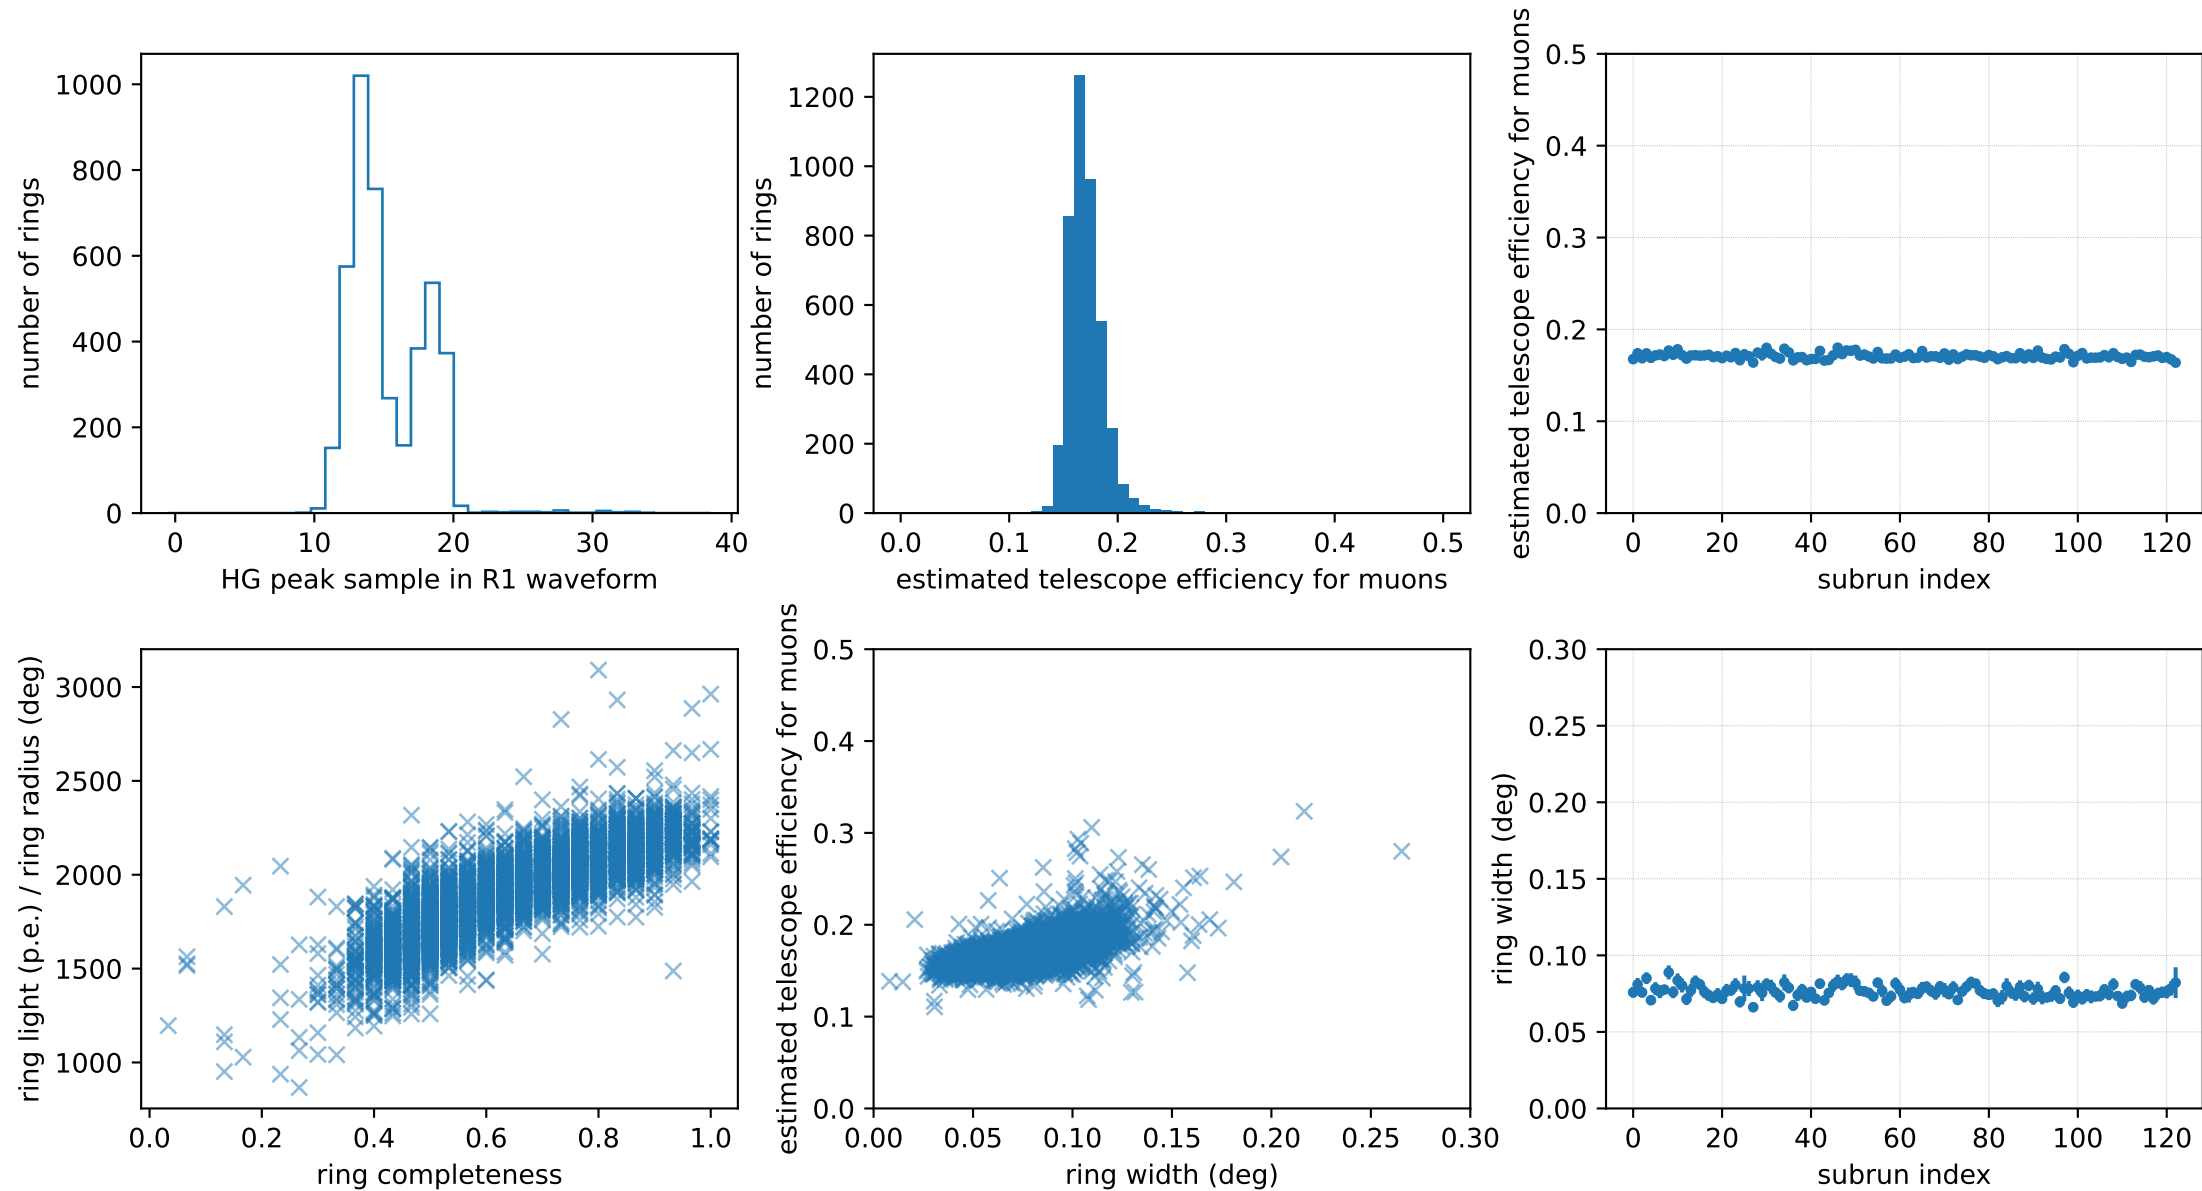 number of rings
1000
800
600
400
200
0
0 10 20 30 40
HG peak sample in R1 waveform
number of rings
1200
1000
800
600
400
200
0
0.0 0.1 0.2 0.3 0.4 0.5
estimated telescope efficiency for muons
estimated telescope efficiency for muons
0.5
0.4
0.3
0.2
0.1
0.0
0 20 40 60 80 100 120
subrun index
ring light (p.e.) / ring radius (deg)
3000
2500
2000
1500
1000
0.0 0.2 0.4 0.6 0.8 1.0
ring completeness
estimated telescope efficiency for muons
0.5
0.4
0.3
0.2
0.1
0.0
0.00 0.05 0.10 0.15 0.20 0.25 0.30
ring width (deg)
ring width (deg)
0.30
0.25
0.20
0.15
0.10
0.05
0.00
0 20 40 60 80 100 120
subrun index